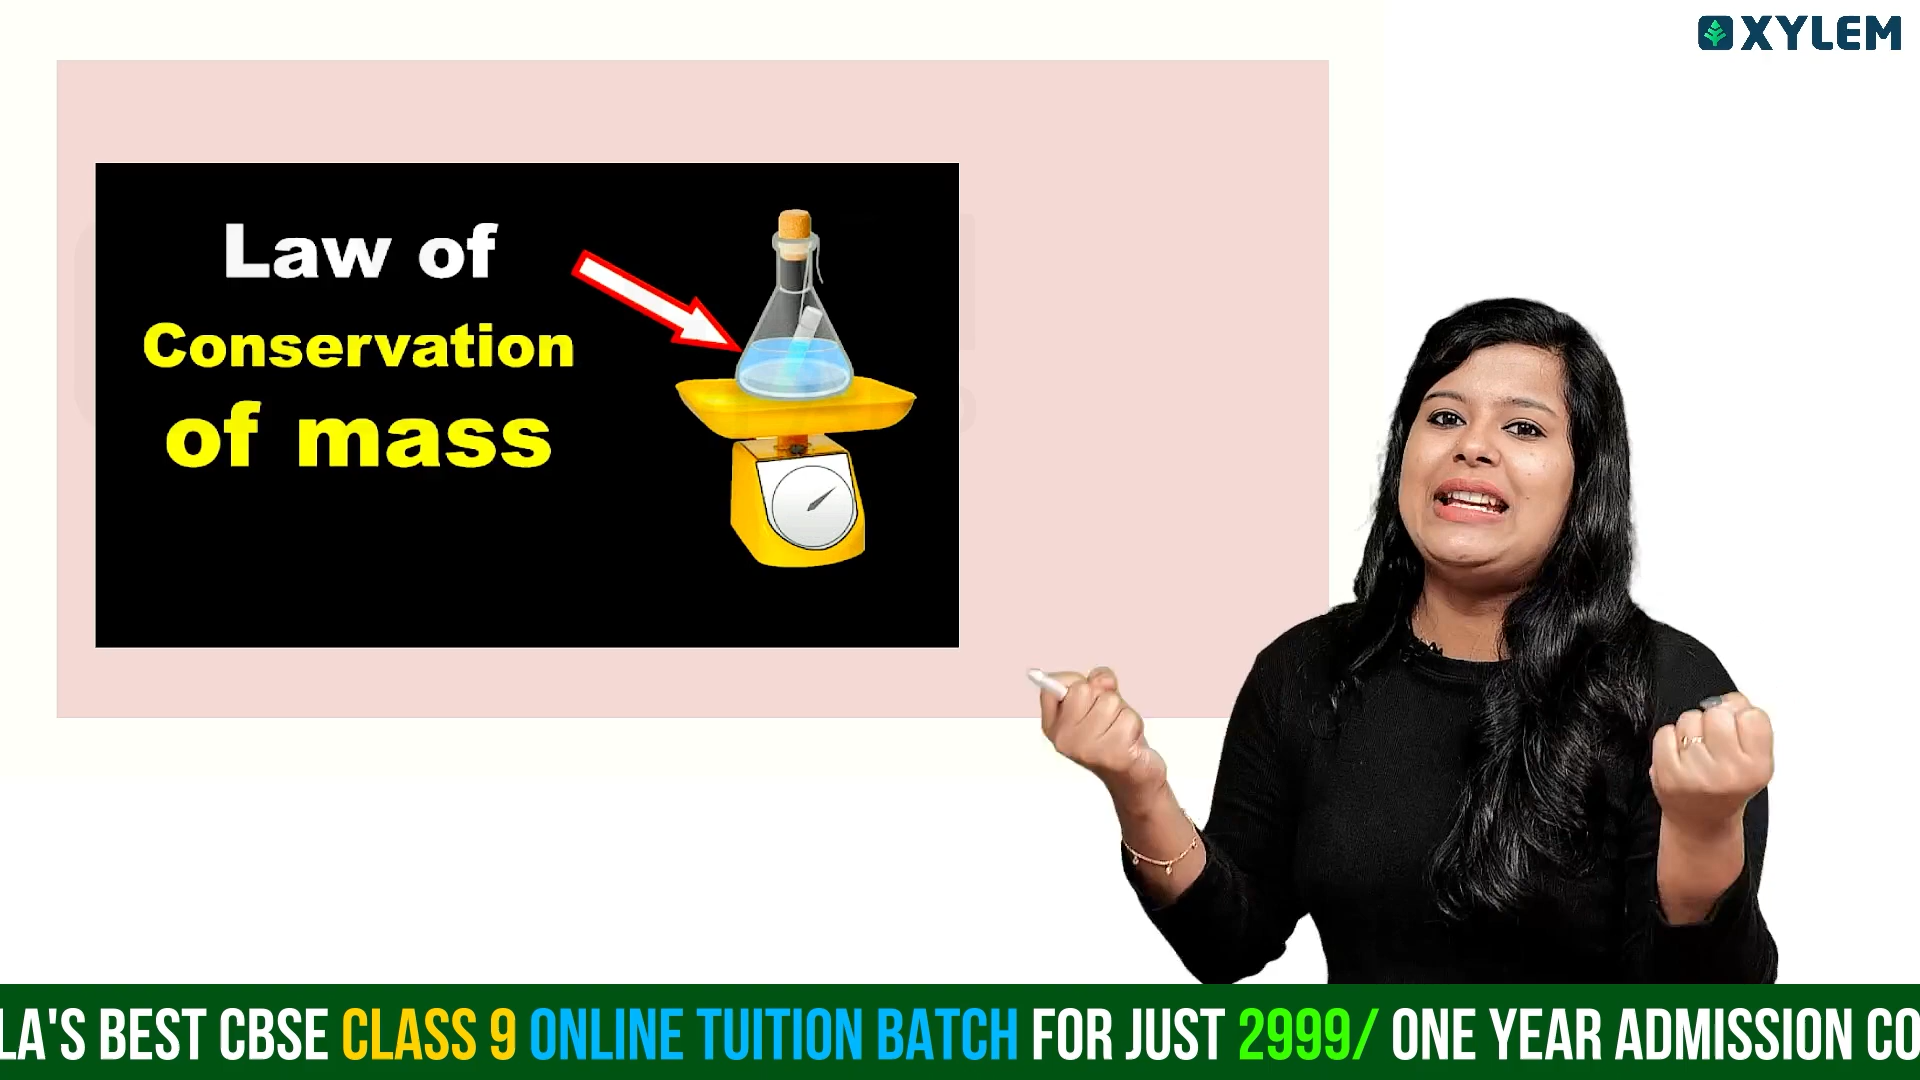 XYLEM
Law of
Conservation
of mass
LA'S BEST CBSE CLASS 9 ONLINE TUITION BATCH FOR JUST 2999/ ONE YEAR ADMISSION CO